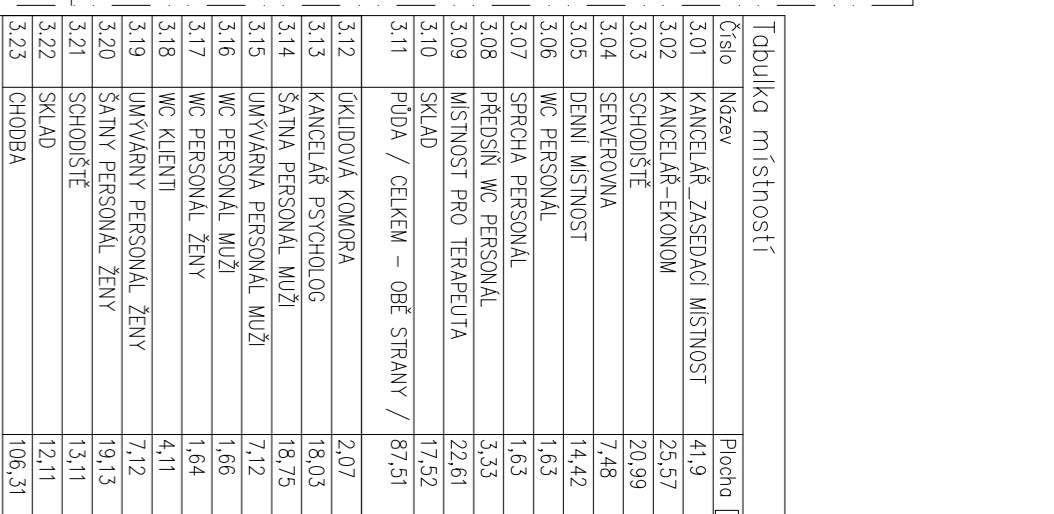 Tabulka místností
Číslo Název Plocha [
3.01 KANCELÁŘ_ZASEDACÍ MÍSTNOST 41,9
3.02 KANCELÁŘ-EKONOM 25,57
3.03 SCHODIŠTĚ 20,99
3.04 SERVEROVNA 7,48
3.05 DENNÍ MÍSTNOST 14,42
3.06 WC PERSONÁL 1,63
3.07 SPRCHA PERSONÁL 1,63
3.08 PŘEDSÍŇ WC PERSONÁL 3,33
3.09 MÍSTNOST PRO TERAPEUTA 22,61
3.10 SKLAD 17,52
3.11 PŮDA / CELKEM - OBĚ STRANY / 87,51
3.12 ÚKLIDOVÁ KOMORA 2,07
3.13 KANCELÁŘ PSYCHOLOG 18,03
3.14 ŠATNA PERSONÁL MUŽI 18,75
3.15 UMÝVÁRNA PERSONÁL MUŽI 7,12
3.16 WC PERSONÁL MUŽI 1,66
3.17 WC PERSONÁL ŽENY 1,64
3.18 WC KLIENTI 4,11
3.19 UMÝVÁRNY PERSONÁL ŽENY 7,12
3.20 ŠATNY PERSONÁL ŽENY 19,13
3.21 SCHODIŠTĚ 13,11
3.22 SKLAD 12,11
3.23 CHODBA 106,31